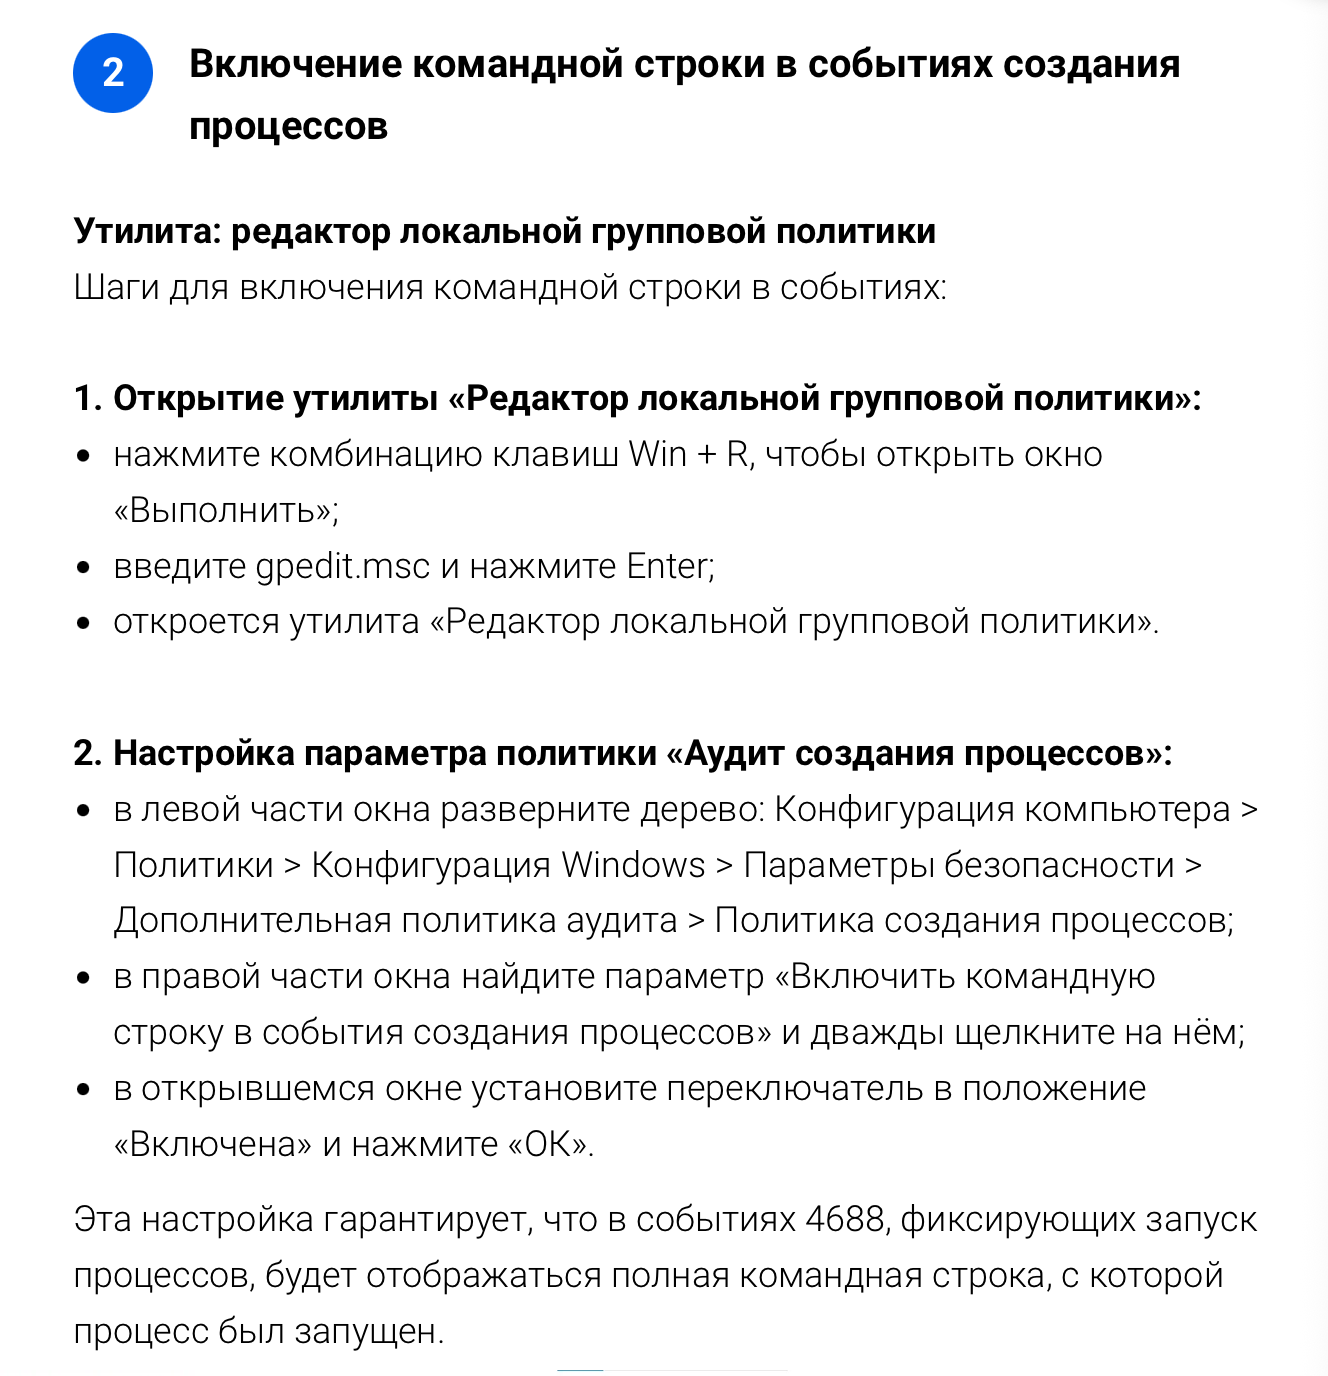 2
Включение командной строки в событиях создания
процессов
Утилита: редактор локальной групповой политики
Шаги для включения командной строки в событиях:
1. Открытие утилиты «Редактор локальной групповой политики»:
• нажмите комбинацию клавиш Win + R, чтобы открыть окно
«Выполнить»;
• введите gpedit.msc и нажмите Enter;
• откроется утилита «Редактор локальной групповой политики».
2. Настройка параметра политики «Аудит создания процессов»:
• в левой части окна разверните дерево: Конфигурация компьютера >
Политики > Конфигурация Windows > Параметры безопасности >
Дополнительная политика аудита > Политика создания процессов;
• в правой части окна найдите параметр «Включить командную
строку в события создания процессов» и дважды щелкните на нём;
• в открывшемся окне установите переключатель в положение
«Включена» и нажмите «ОК».
Эта настройка гарантирует, что в событиях 4688, фиксирующих запуск
процессов, будет отображаться полная командная строка, с которой
процесс был запущен.